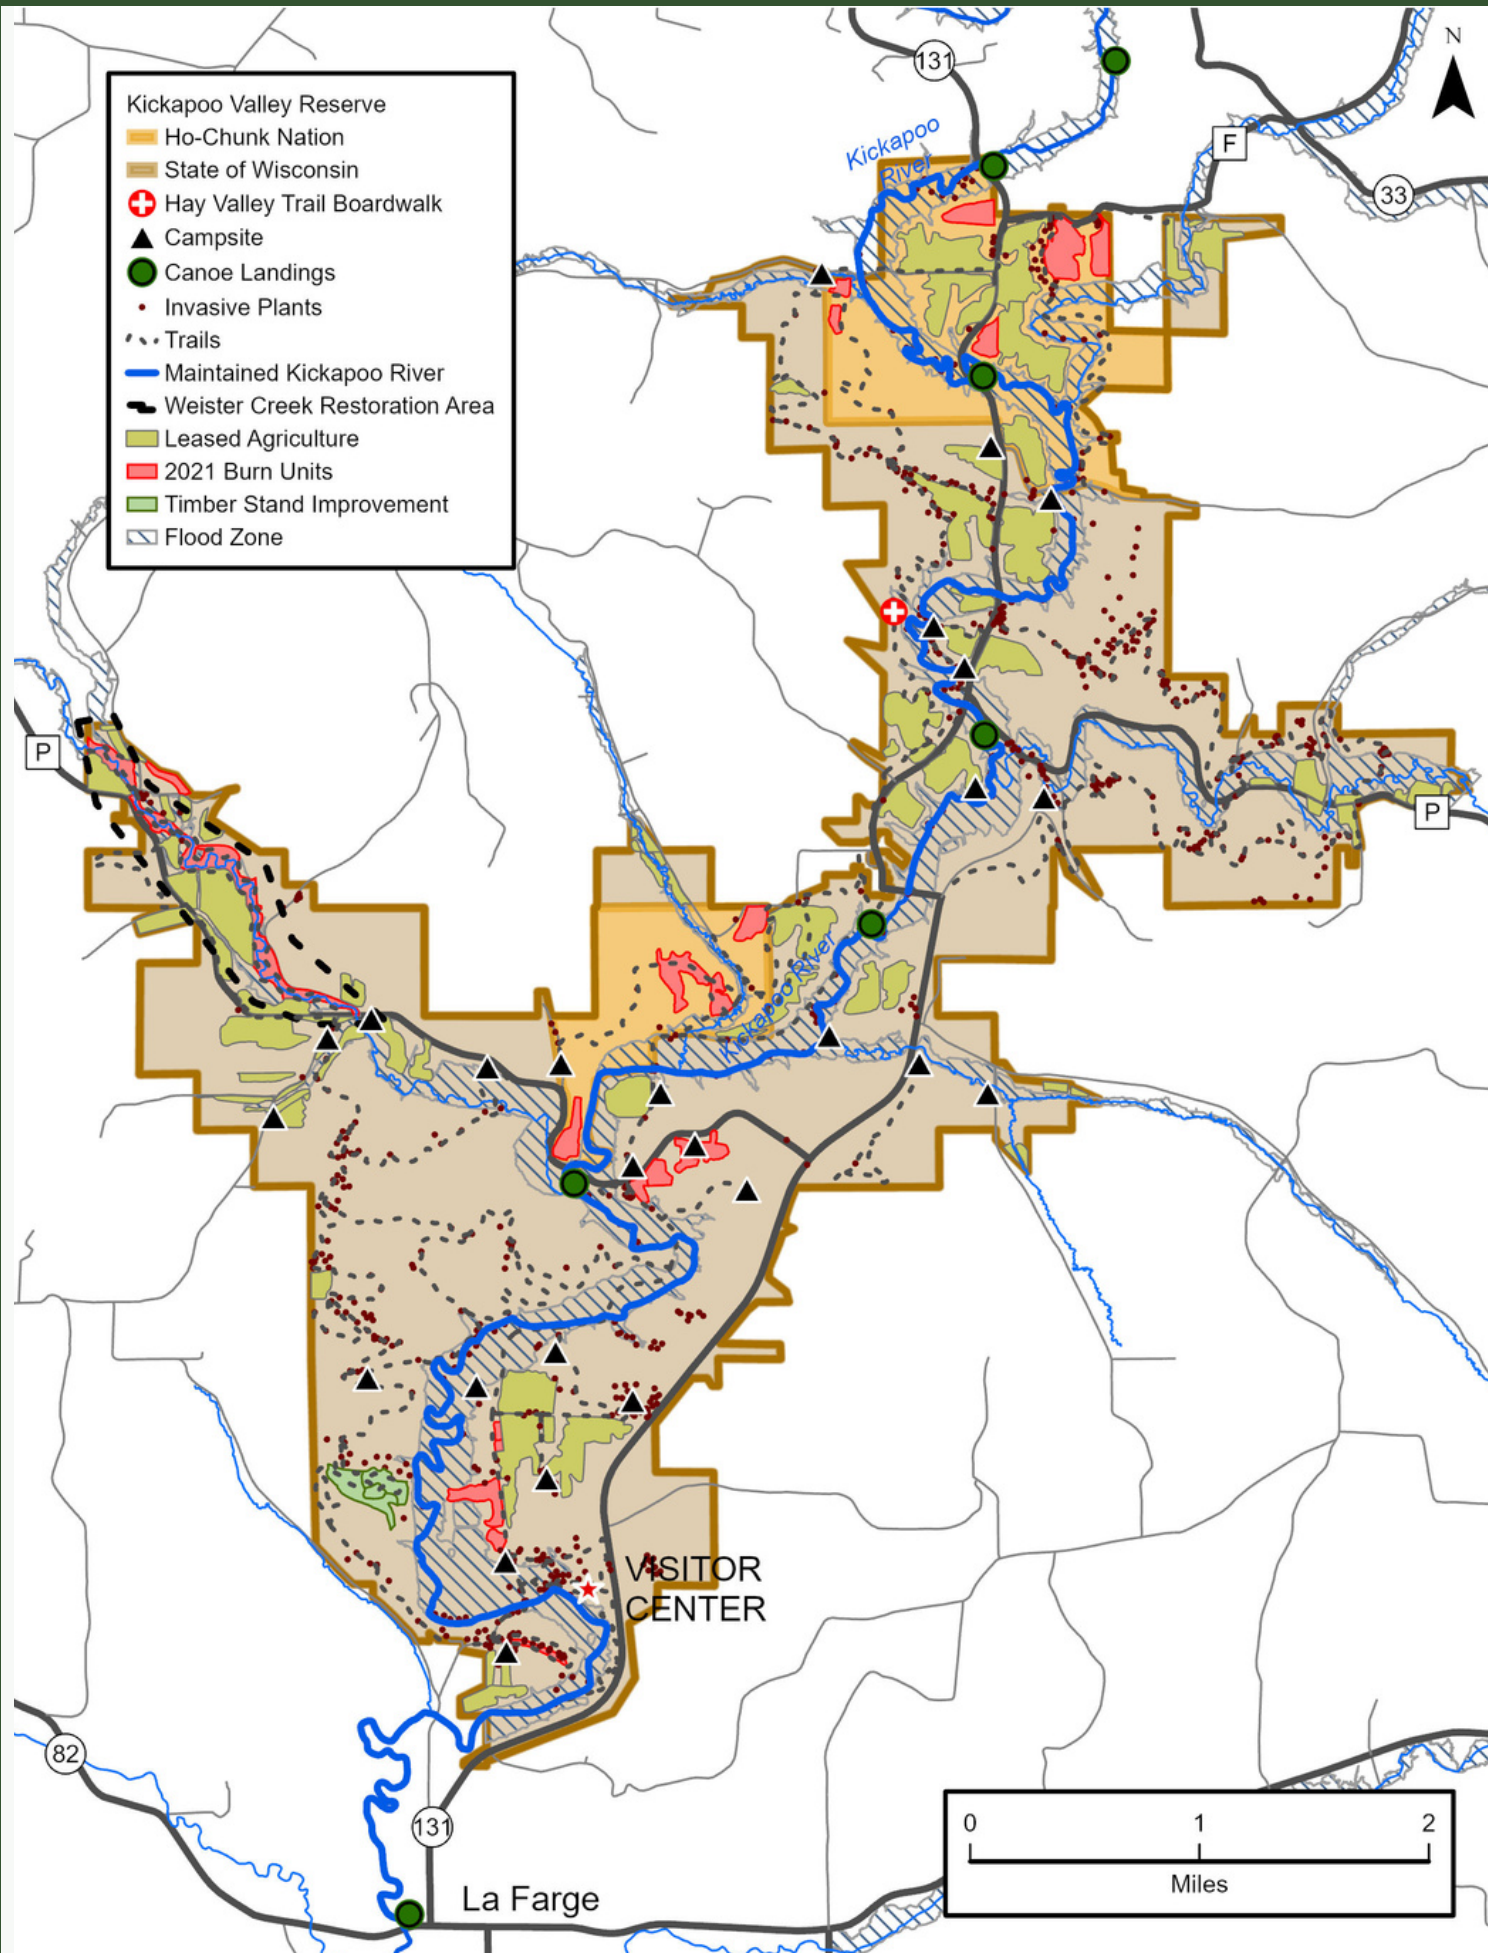 131
N
Kickapoo
River
F
33
Kickapoo Valley Reserve
Ho-Chunk Nation
State of Wisconsin
Hay Valley Trail Boardwalk
Campsite
Canoe Landings
Invasive Plants
Trails
Maintained Kickapoo River
Weister Creek Restoration Area
Leased Agriculture
2021 Burn Units
Timber Stand Improvement
Flood Zone
P
P
Kickapoo River
VISITOR
CENTER
82
131
0 1 2
Miles
La Farge